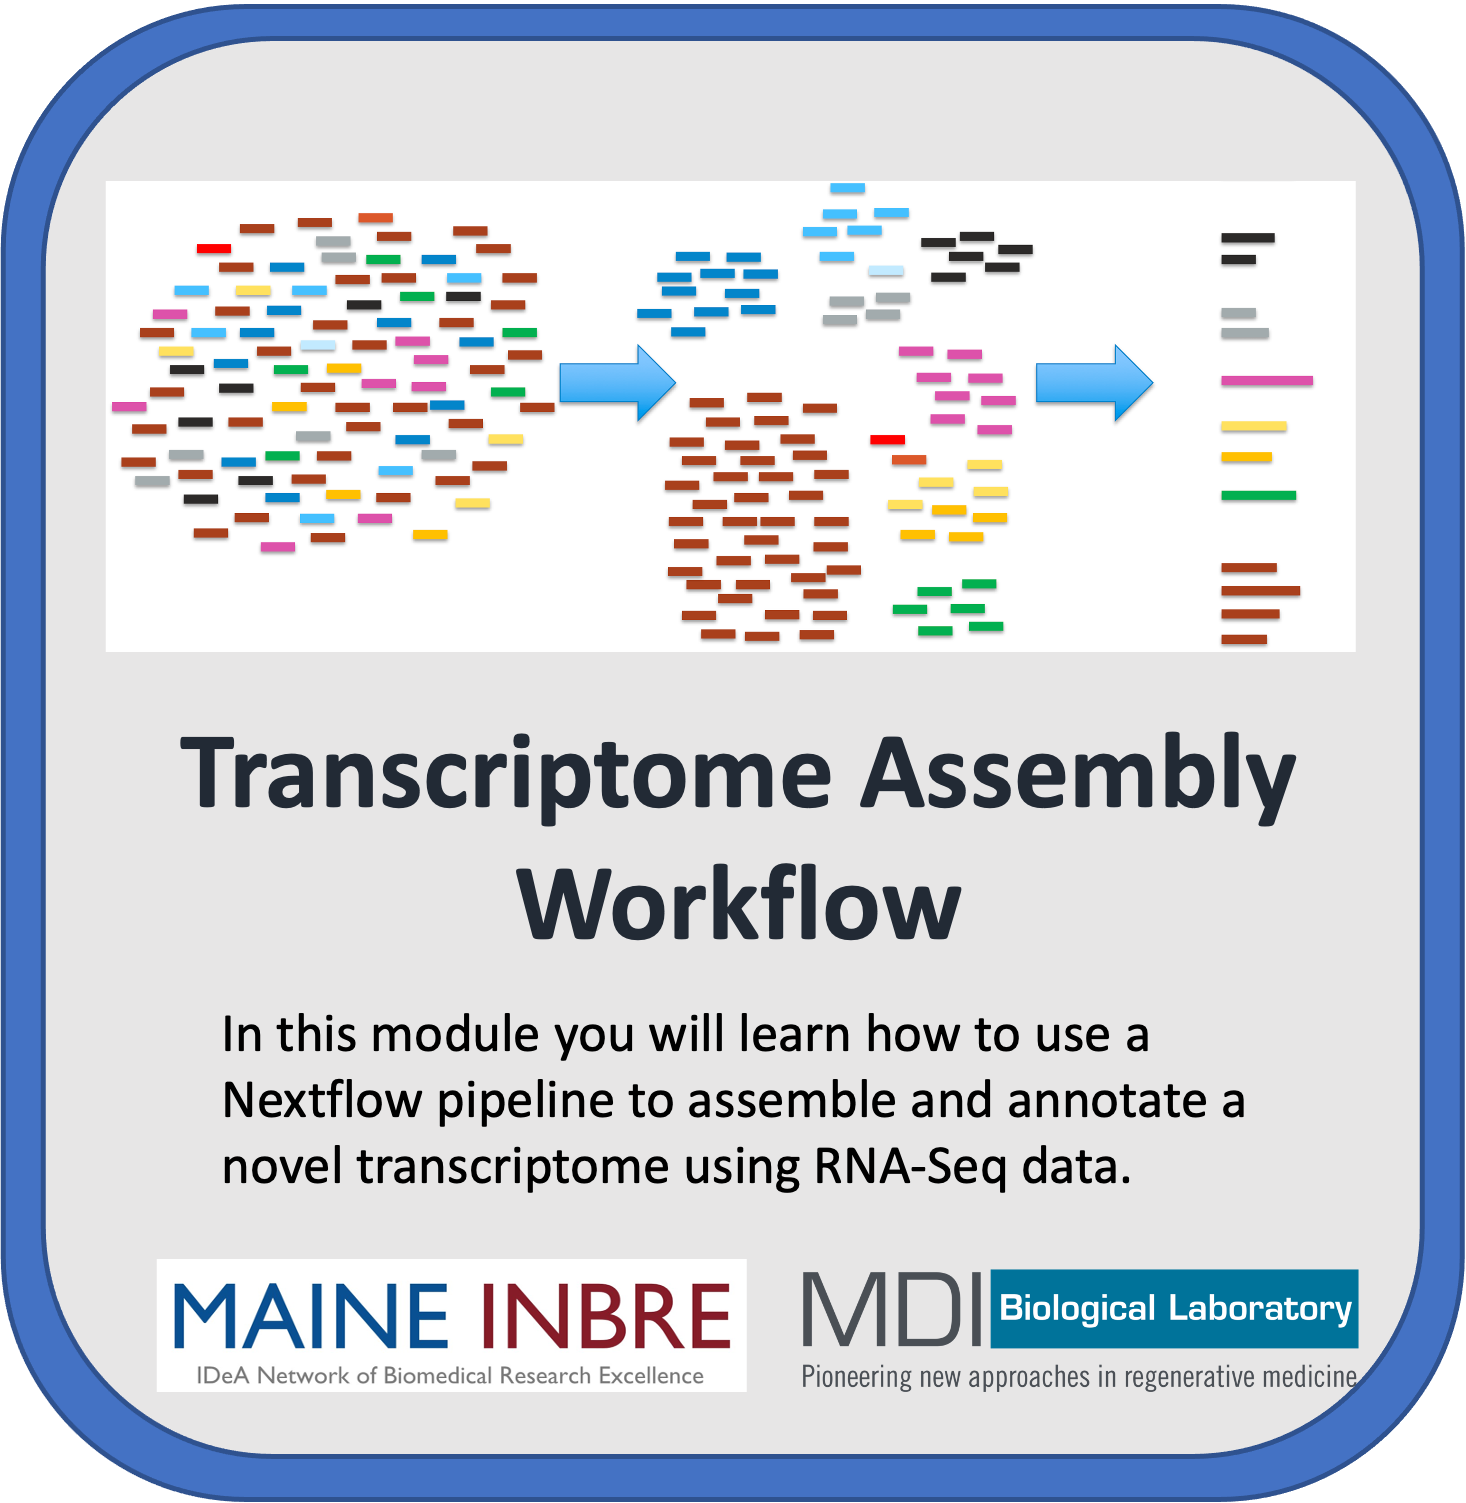 Transcriptome Assembly
Workflow
In this module you will learn how to use a
Nextflow pipeline to assemble and annotate a
novel transcriptome using RNA-Seq data.
MAINE INBRE
IDeA Network of Biomedical Research Excellence
MDI Biological Laboratory
Pioneering new approaches in regenerative medicine